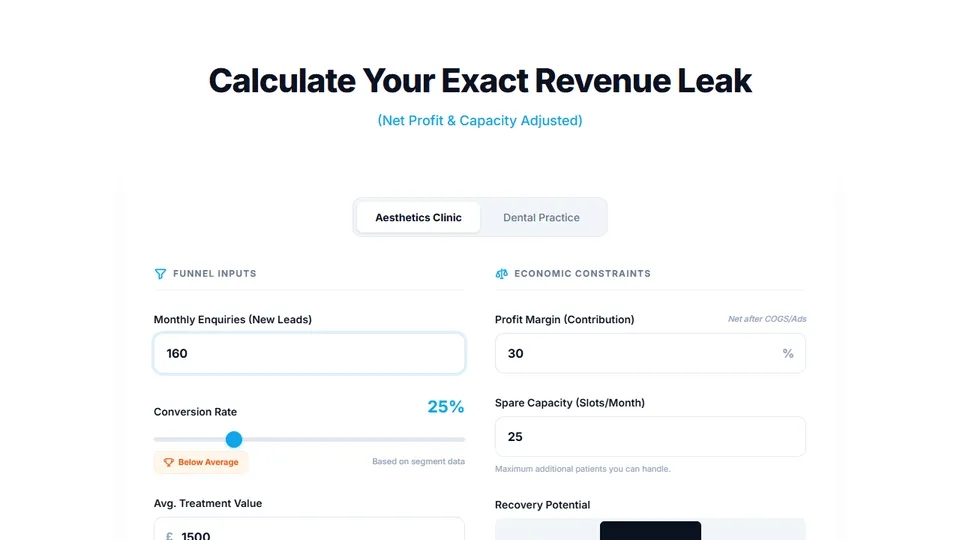 Calculate Your Exact Revenue Leak
(Net Profit & Capacity Adjusted)
Aesthetics Clinic
Dental Practice
FUNNEL INPUTS
Monthly Enquiries (New Leads)
160
Conversion Rate
25%
Below Average
Based on segment data
Avg. Treatment Value
£ 1500
ECONOMIC CONSTRAINTS
Profit Margin (Contribution)
Net after COGS/Ads
30
%
Spare Capacity (Slots/Month)
25
Maximum additional patients you can handle.
Recovery Potential